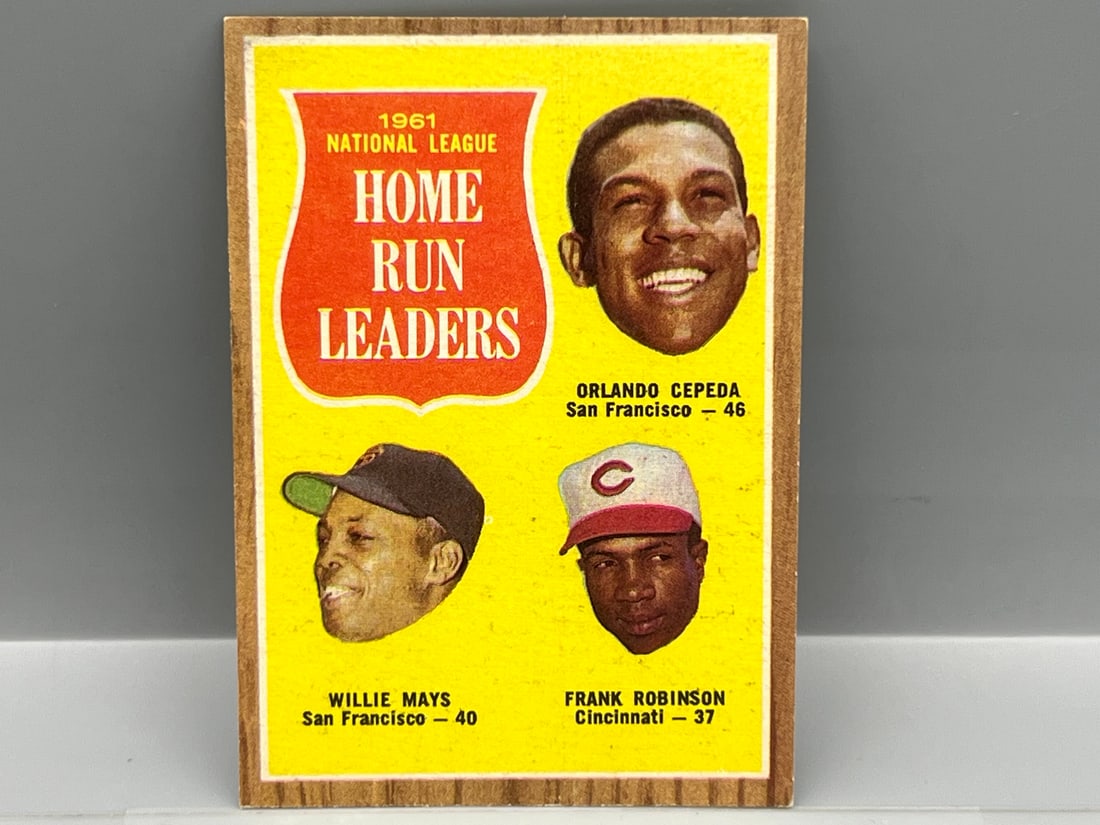 1961
NATIONAL LEAGUE
HOME
RUN
LEADERS
ORLANDO CEPEDA
San Francisco — 46
C
WILLIE MAYS
San Francisco — 40
FRANK ROBINSON
Cincinnati — 37